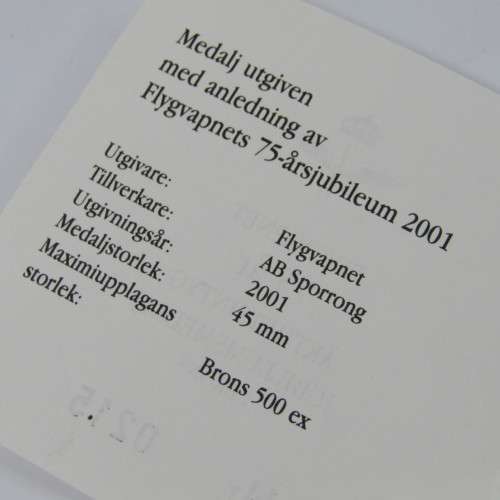 Medalj utgiven
med anledning av
Flygvapnets 75-årsjubileum 2001
Utgivare: Flygvapnet
Tillverkare: AB Sporrong
Utgivningsår: 2001
Medaljstorlek: 45 mm
Maximiupplagans
storlek: Brons 500 ex